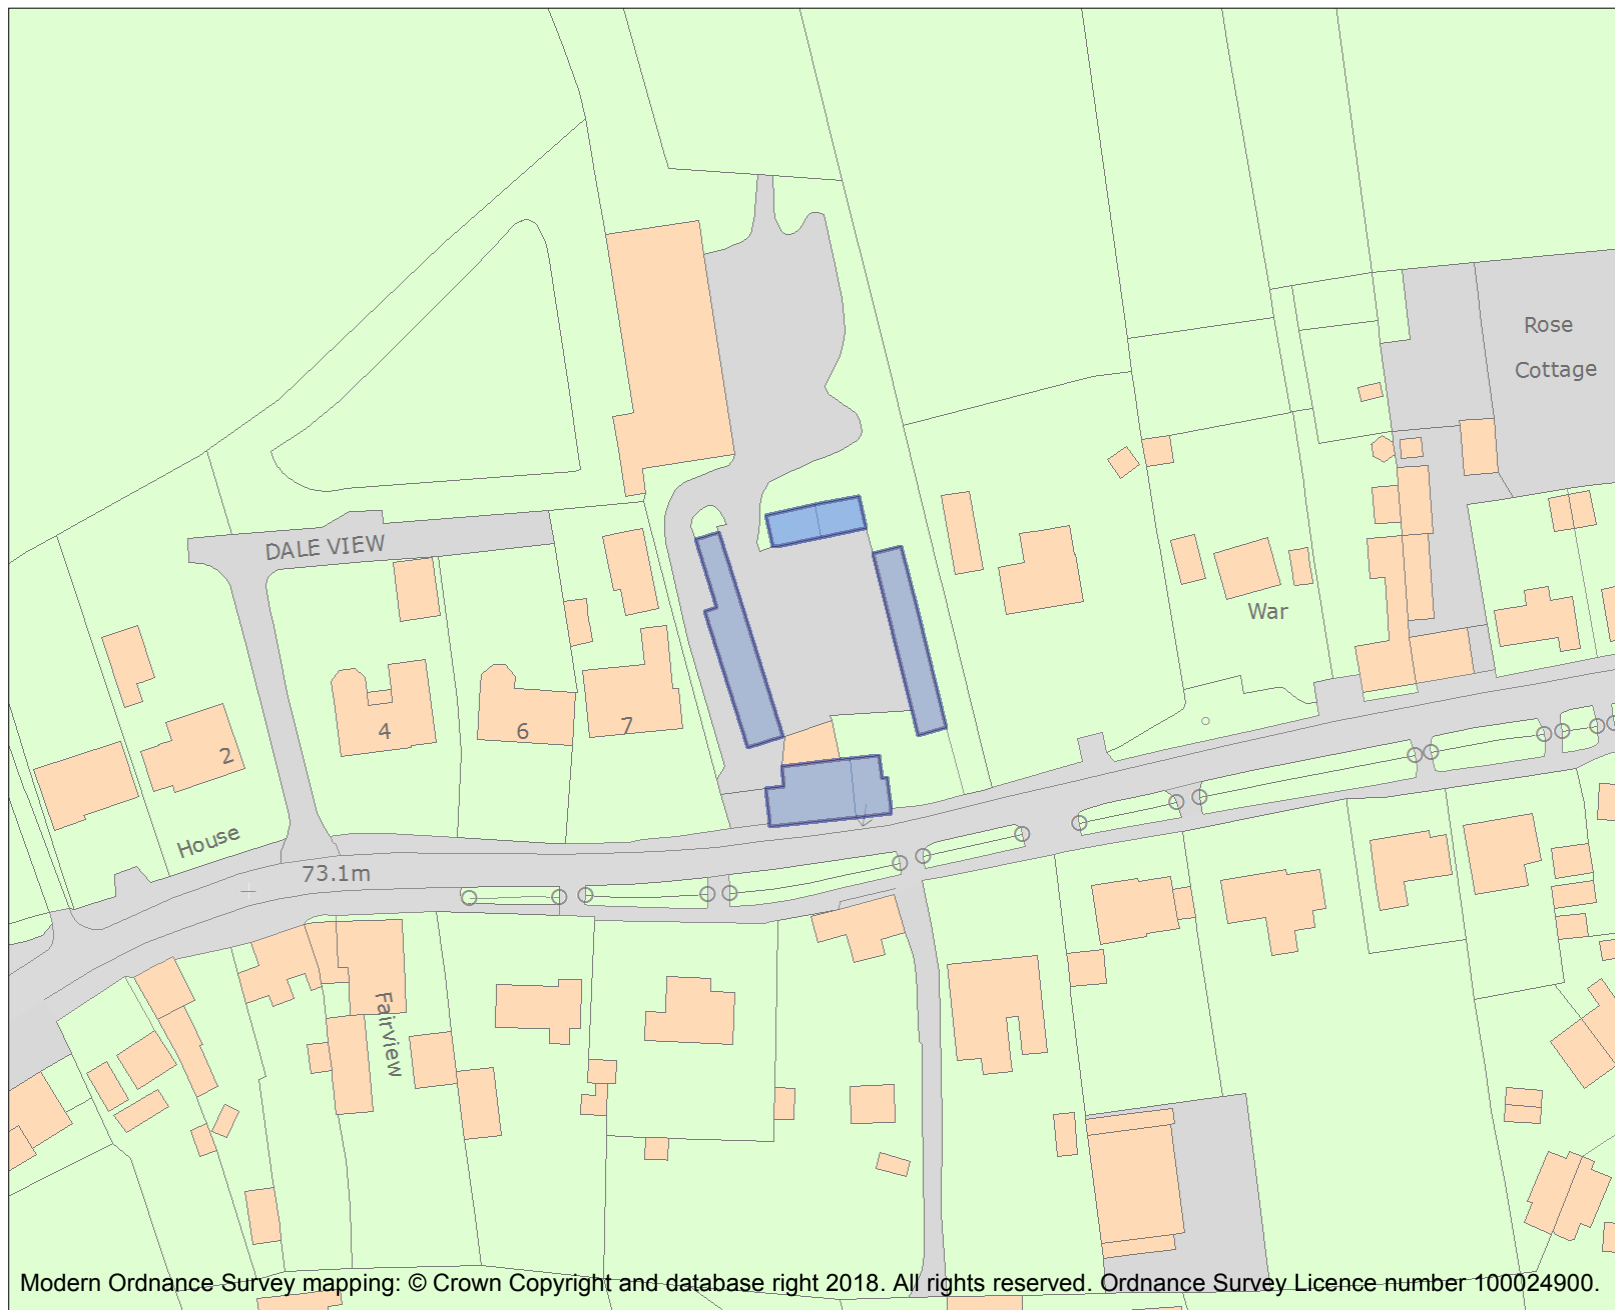 Rose
Cottage
DALE VIEW
War
4
6
7
2
House
73.1m
Fairview
Modern Ordnance Survey mapping: © Crown Copyright and database right 2018. All rights reserved. Ordnance Survey Licence number 100024900.